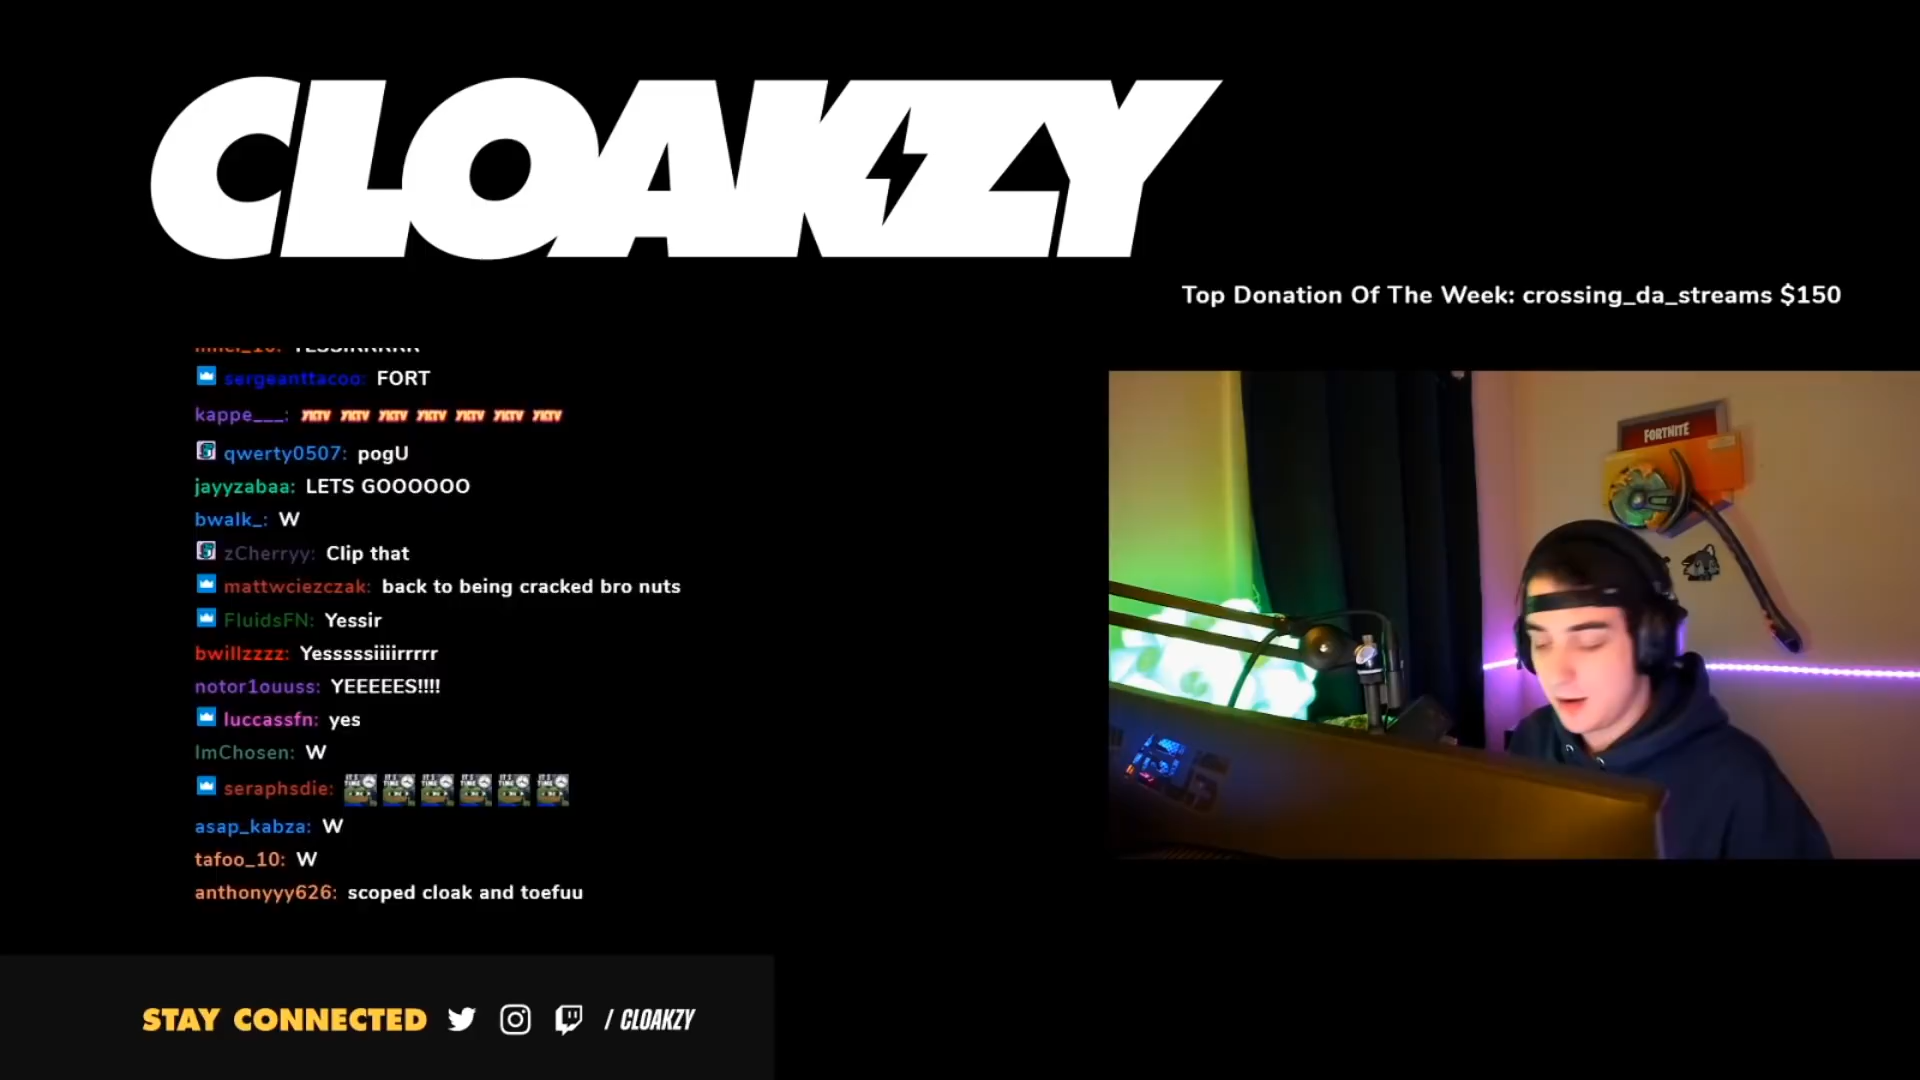 CLOAKZY
Top Donation Of The Week: crossing_da_streams $150
sergeanttacoo: FORT
kappe___:
qwerty0507: pogU
jayyzabaa: LETS GOOOOOO
bwalk_: W
zCherryy: Clip that
mattwciezczak: back to being cracked bro nuts
FluidsFN: Yessir
bwillzzzz: Yesssssiiiirrrrr
notor1ouuss: YEEEEES!!!!
luccassfn: yes
ImChosen: W
seraphsdie:
asap_kabza: W
tafoo_10: W
anthonyyy626: scoped cloak and toefuu
FORTNITE
STAY CONNECTED / CLOAKZY